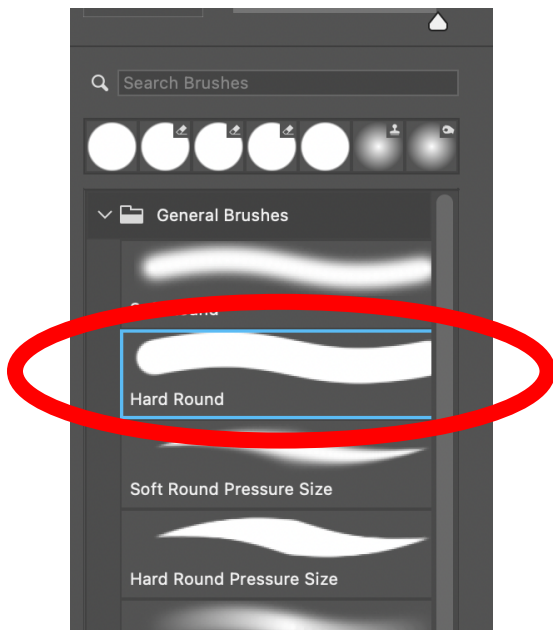 Search Brushes
General Brushes
Hard Round
Soft Round Pressure Size
Hard Round Pressure Size